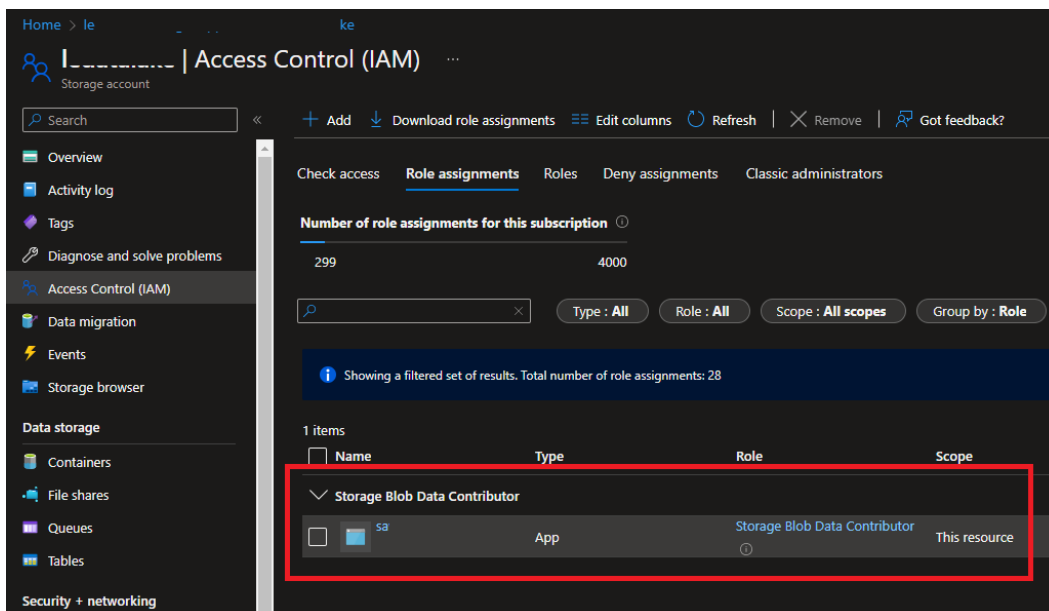 Home > le ke
| Access Control (IAM) ...
Storage account
Search «
Overview
Activity log
Tags
Diagnose and solve problems
Access Control (IAM)
Data migration
Events
Storage browser
Data storage
Containers
File shares
Queues
Tables
Security + networking
+ Add Download role assignments Edit columns Refresh | Remove | Got feedback?
Check access Role assignments Roles Deny assignments Classic administrators
Number of role assignments for this subscription
299 4000
Type : All Role : All Scope : All scopes Group by : Role
Showing a filtered set of results. Total number of role assignments: 28
1 items
Name Type Role Scope
Storage Blob Data Contributor
sa App Storage Blob Data Contributor This resource